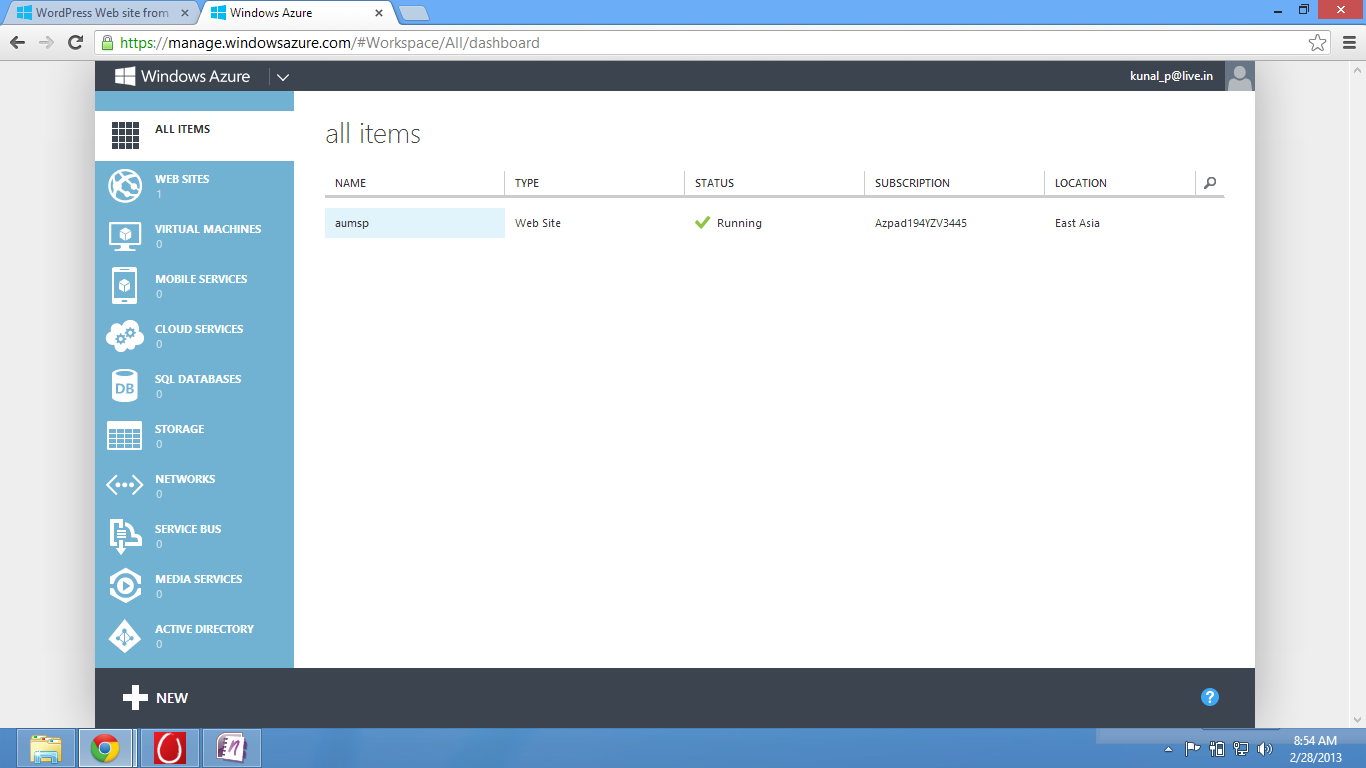 WordPress Web site from
Windows Azure
https://manage.windowsazure.com/#Workspace/All/dashboard
Windows Azure
kunal_p@live.in
ALL ITEMS
WEB SITES
1
VIRTUAL MACHINES
0
MOBILE SERVICES
0
CLOUD SERVICES
0
DB
SQL DATABASES
0
STORAGE
0
NETWORKS
0
SERVICE BUS
0
MEDIA SERVICES
0
ACTIVE DIRECTORY
0
all items
NAME TYPE STATUS SUBSCRIPTION LOCATION
aumsp Web Site Running Azpad194YZV3445 East Asia
NEW
?
8:54 AM
2/28/2013